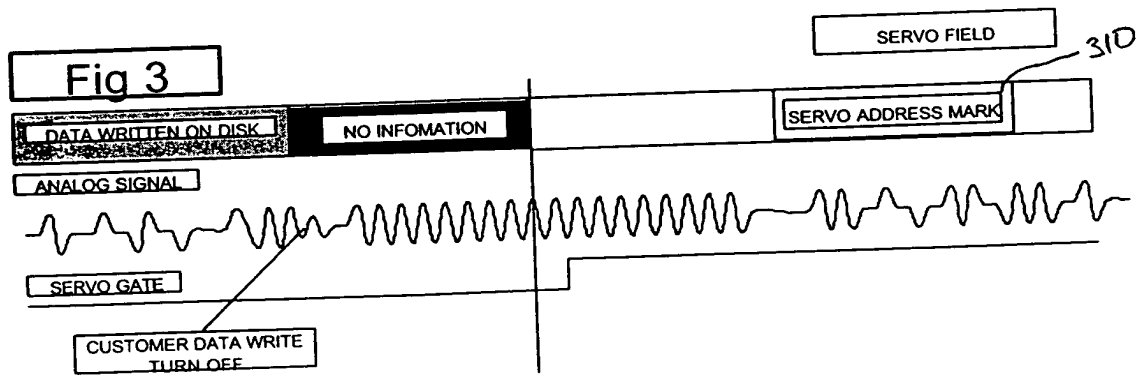 SERVO FIELD
310
Fig 3
DATA WRITTEN ON DISK
NO INFOMATION
SERVO ADDRESS MARK
ANALOG SIGNAL
SERVO GATE
CUSTOMER DATA WRITE
TURN OFF